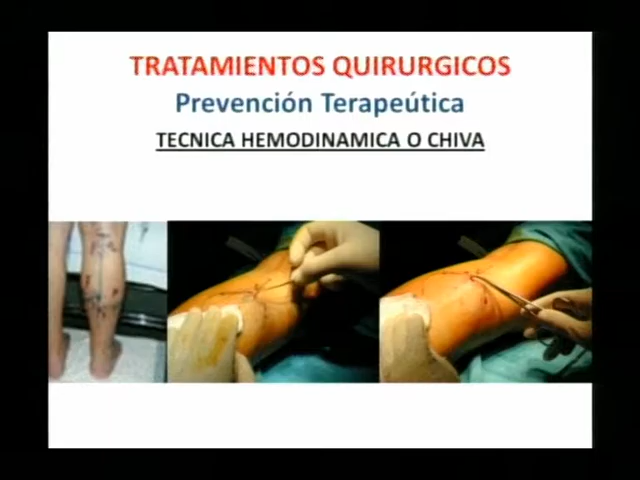 TRATAMIENTOS QUIRURGICOS
Prevención Terapeútica
TECNICA HEMODINAMICA O CHIVA